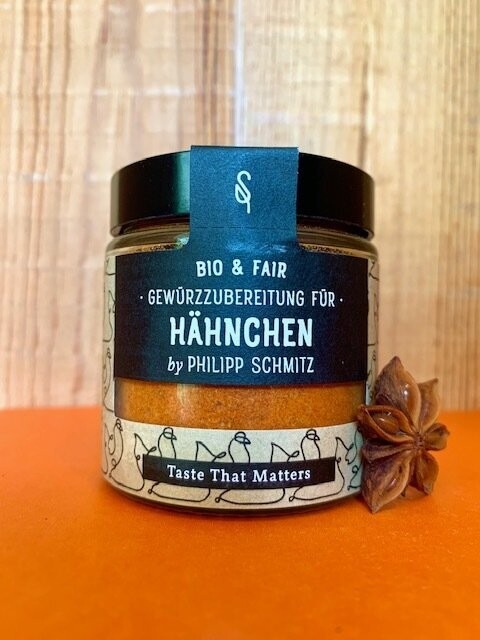 BIO & FAIR
· GEWÜRZZUBEREITUNG FÜR ·
HÄHNCHEN
by PHILIPP SCHMITZ
Taste That Matters